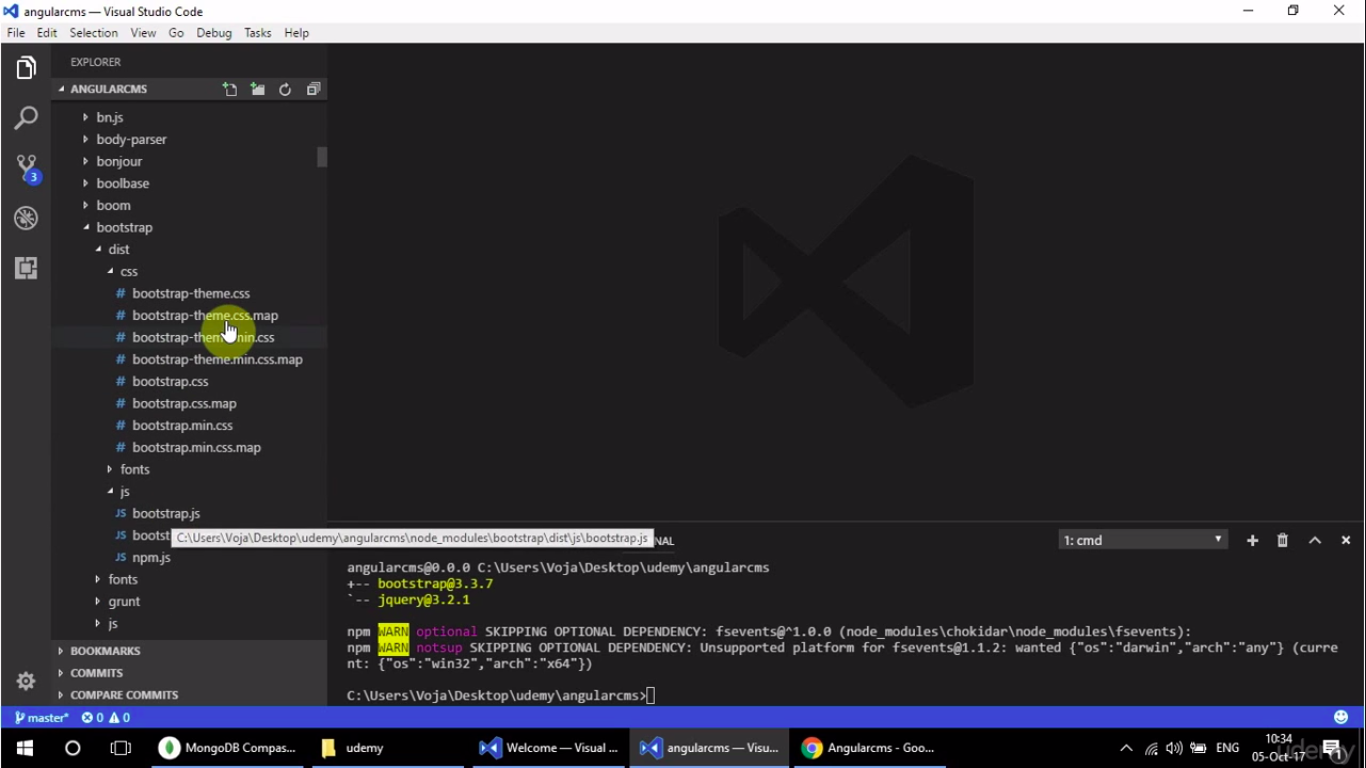 angularcms — Visual Studio Code
File Edit Selection View Go Debug Tasks Help
EXPLORER
ANGULARCMS
bn.js
body-parser
bonjour
boolbase
boom
bootstrap
dist
css
# bootstrap-theme.css
# bootstrap-theme.css.map
# bootstrap-theme.min.css
# bootstrap-theme.min.css.map
# bootstrap.css
# bootstrap.css.map
# bootstrap.min.css
# bootstrap.min.css.map
fonts
js
JS bootstrap.js
JS boots
C:\Users\Voja\Desktop\udemy\angularcms\node_modules\bootstrap\dist\js\bootstrap.js
JS npm.js
fonts
grunt
js
BOOKMARKS
COMMITS
COMPARE COMMITS
3
NAL
1: cmd
angularcms@0.0.0 C:\Users\Voja\Desktop\udemy\angularcms
+-- bootstrap@3.3.7
`-- jquery@3.2.1
npm WARN optional SKIPPING OPTIONAL DEPENDENCY: fsevents@^1.0.0 (node_modules\chokidar\node_modules\fsevents):
npm WARN notsup SKIPPING OPTIONAL DEPENDENCY: Unsupported platform for fsevents@1.1.2: wanted {"os":"darwin","arch":"any"} (curre
nt: {"os":"win32","arch":"x64"})
C:\Users\Voja\Desktop\udemy\angularcms>
master* 0 0
MongoDB Compas...
udemy
Welcome — Visual ...
angularcms — Visu...
Angularcms - Goo...
ENG
10:34
05-Oct-17
1
udemy